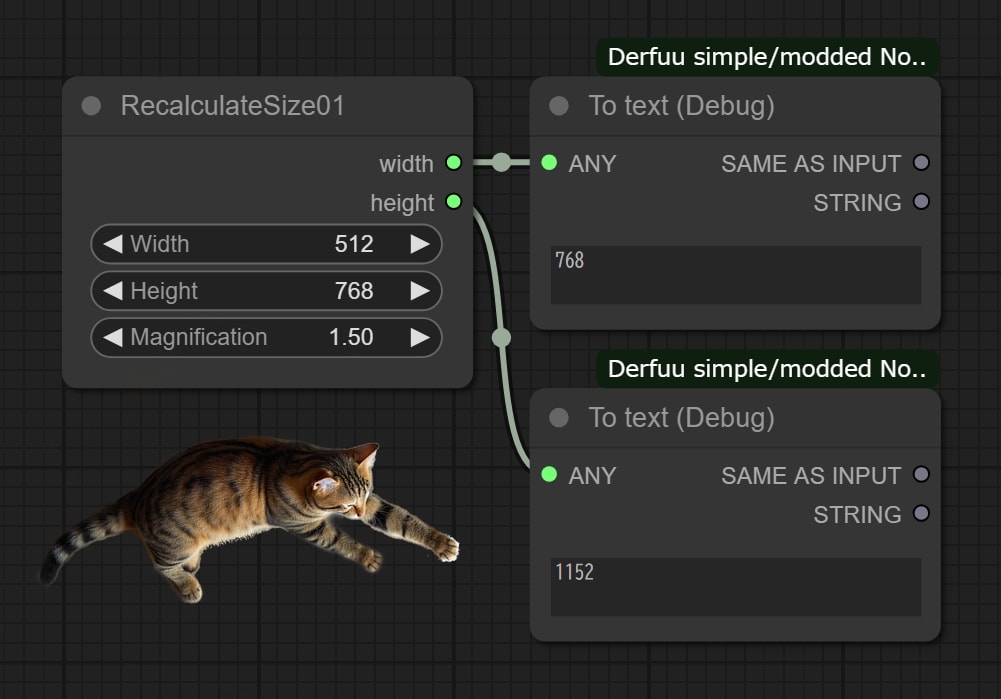 RecalculateSize01
width
height
Width 512
Height 768
Magnification 1.50
Derfuu simple/modded No..
To text (Debug)
ANY SAME AS INPUT
STRING
768
Derfuu simple/modded No..
To text (Debug)
ANY SAME AS INPUT
STRING
1152